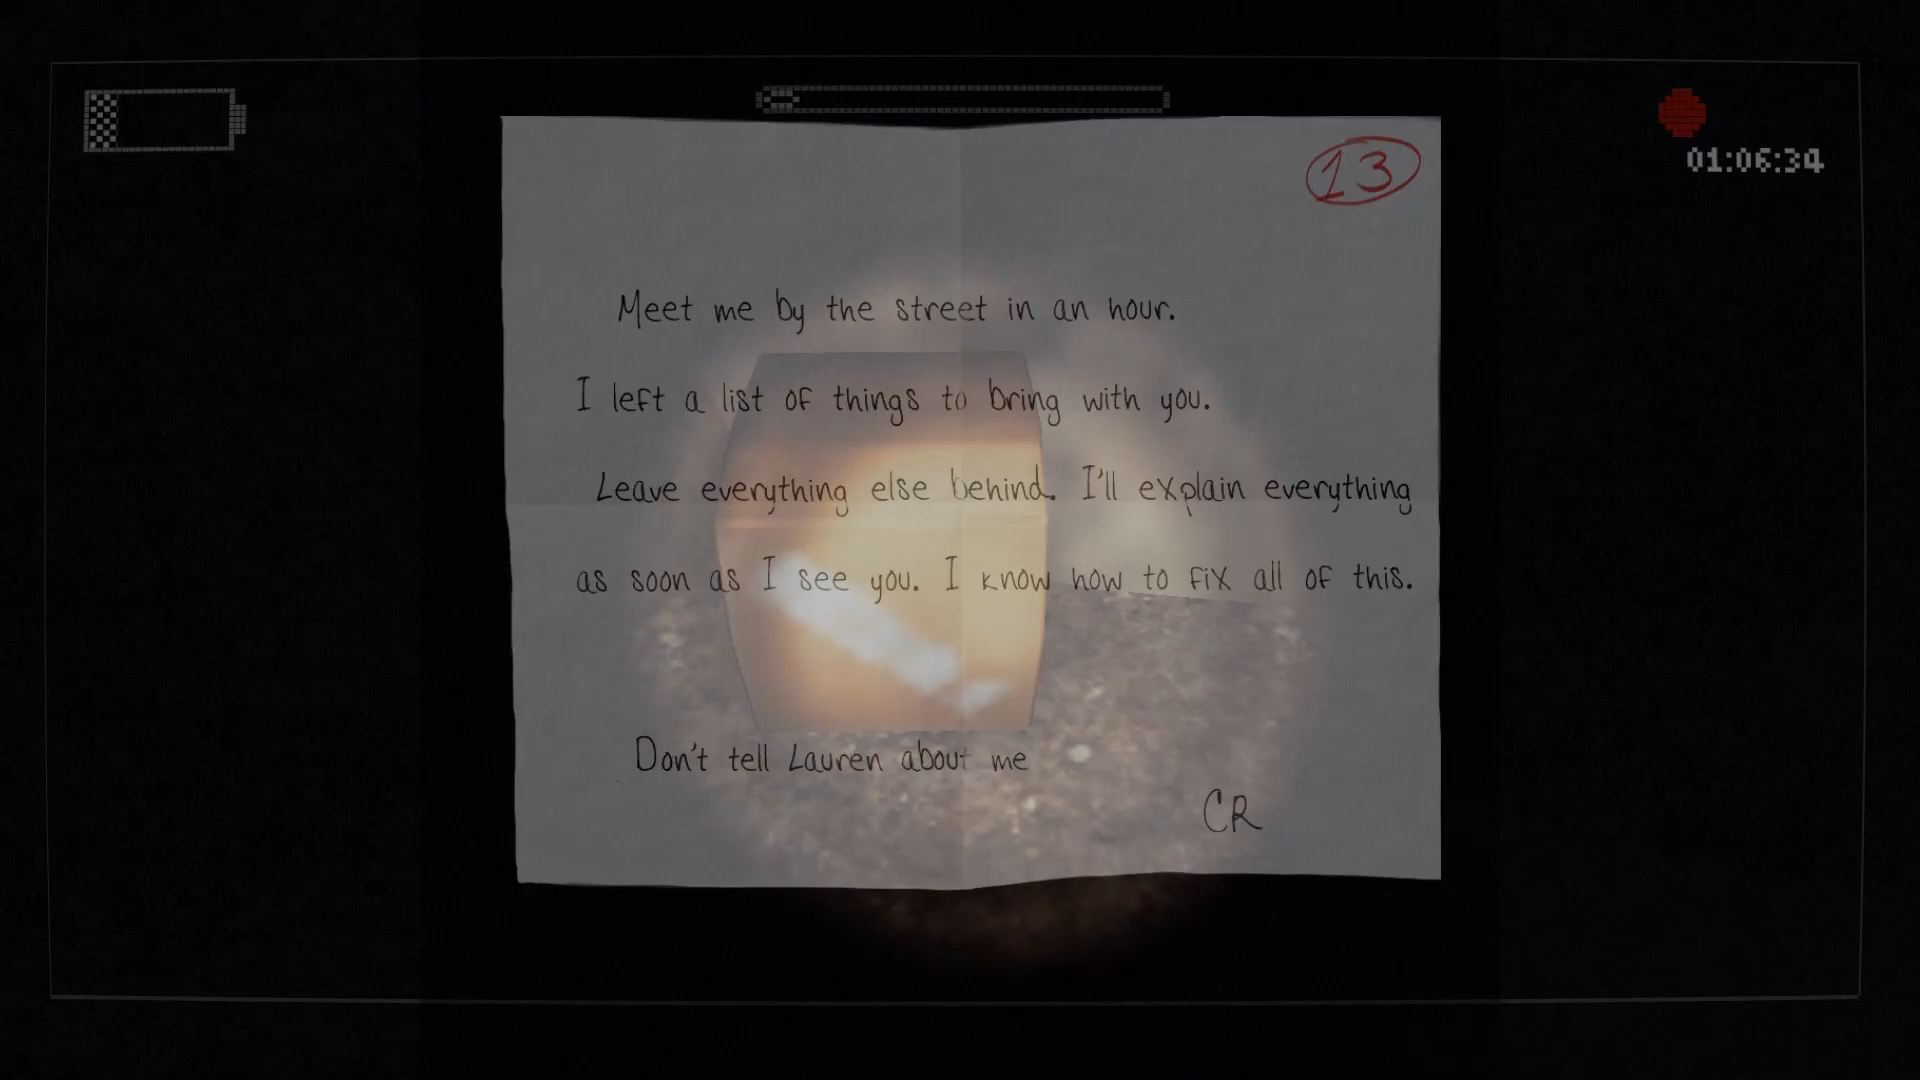 01:06:34
13
Meet me by the street in an hour.
I left a list of things to bring with you.
Leave everything else behind. I'll explain everything
as soon as I see you. I know how to fix all of this.
Don't tell Lauren about me
CR